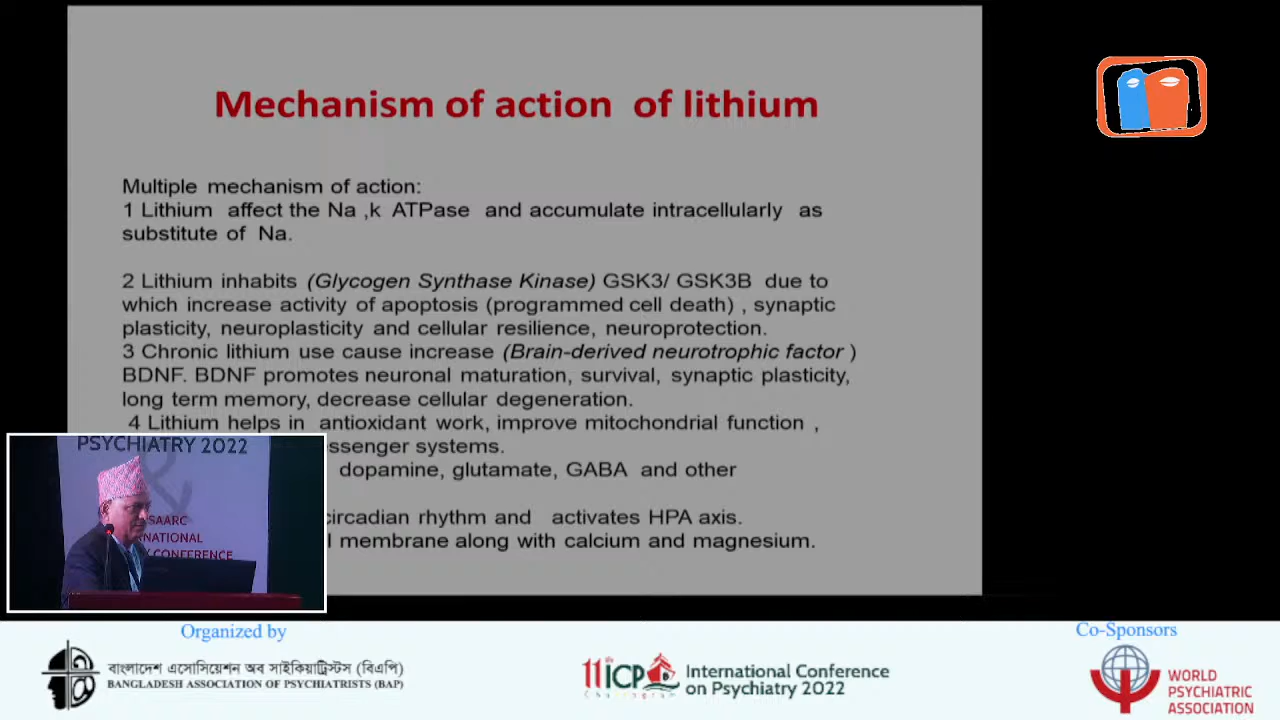 Mechanism of action of lithium
Multiple mechanism of action:
1 Lithium affect the Na ,k ATPase and accumulate intracellularly as
substitute of Na.
2 Lithium inhabits (Glycogen Synthase Kinase) GSK3/ GSK3B due to
which increase activity of apoptosis (programmed cell death) , synaptic
plasticity, neuroplasticity and cellular resilience, neuroprotection.
3 Chronic lithium use cause increase (Brain-derived neurotrophic factor )
BDNF. BDNF promotes neuronal maturation, survival, synaptic plasticity,
long term memory, decrease cellular degeneration.
4 Lithium helps in antioxidant work, improve mitochondrial function ,
ssenger systems.
dopamine, glutamate, GABA and other
circadian rhythm and activates HPA axis.
l membrane along with calcium and magnesium.
PSYCHIATRY 2022
SAARC
CONFERENCE
Organized by
বাংলাদেশ এসোসিয়েশন অব সাইকিয়াট্রিস্টস (বিএপি)
BANGLADESH ASSOCIATION OF PSYCHIATRISTS (BAP)
11 ICP
International Conference
on Psychiatry 2022
Co-Sponsors
WORLD
PSYCHIATRIC
ASSOCIATION